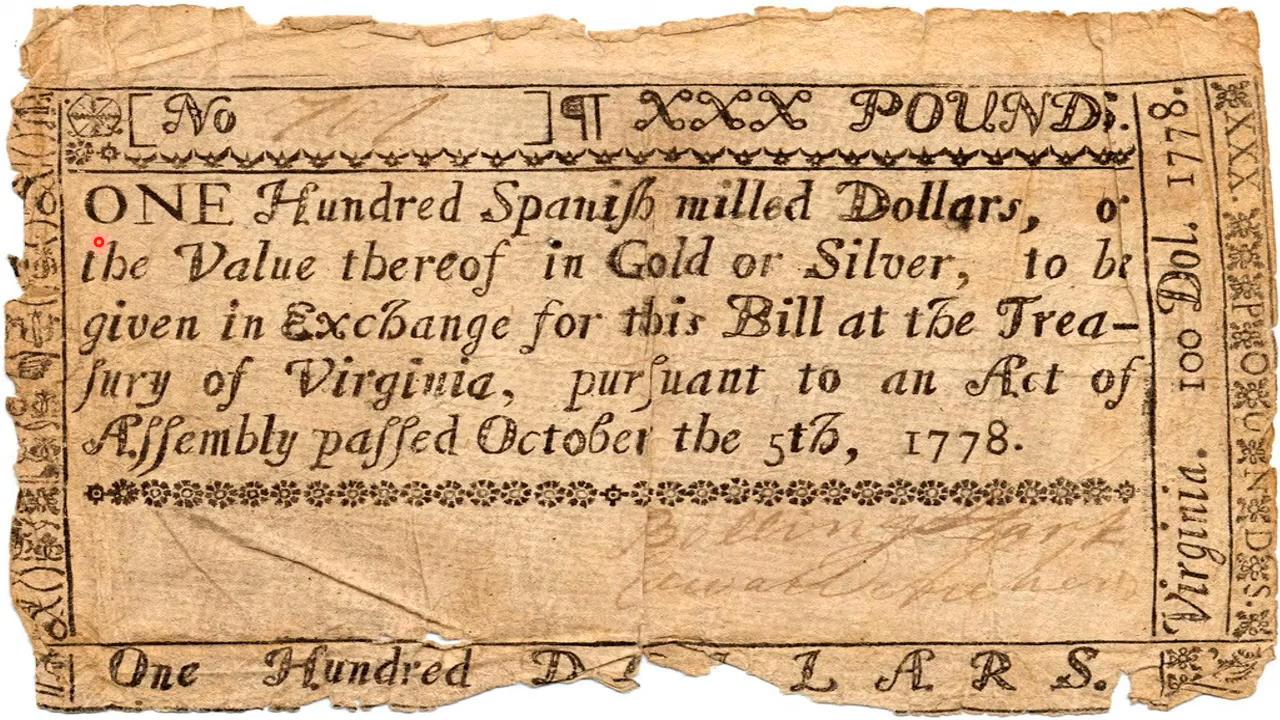 [ No ] ¶ XXX POUNDS.
ONE Hundred Spaniſh milled Dollars, or
the Value thereof in Gold or Silver, to be
given in Exchange for this Bill at the Trea-
ſury of Virginia, purſuant to an Act of
Aſſembly paſſed October the 5th, 1778.
Bolling Stark
One Hundred D L A R S.
Virginia. 100 Dol. 1778.
XXX. POUNDS.